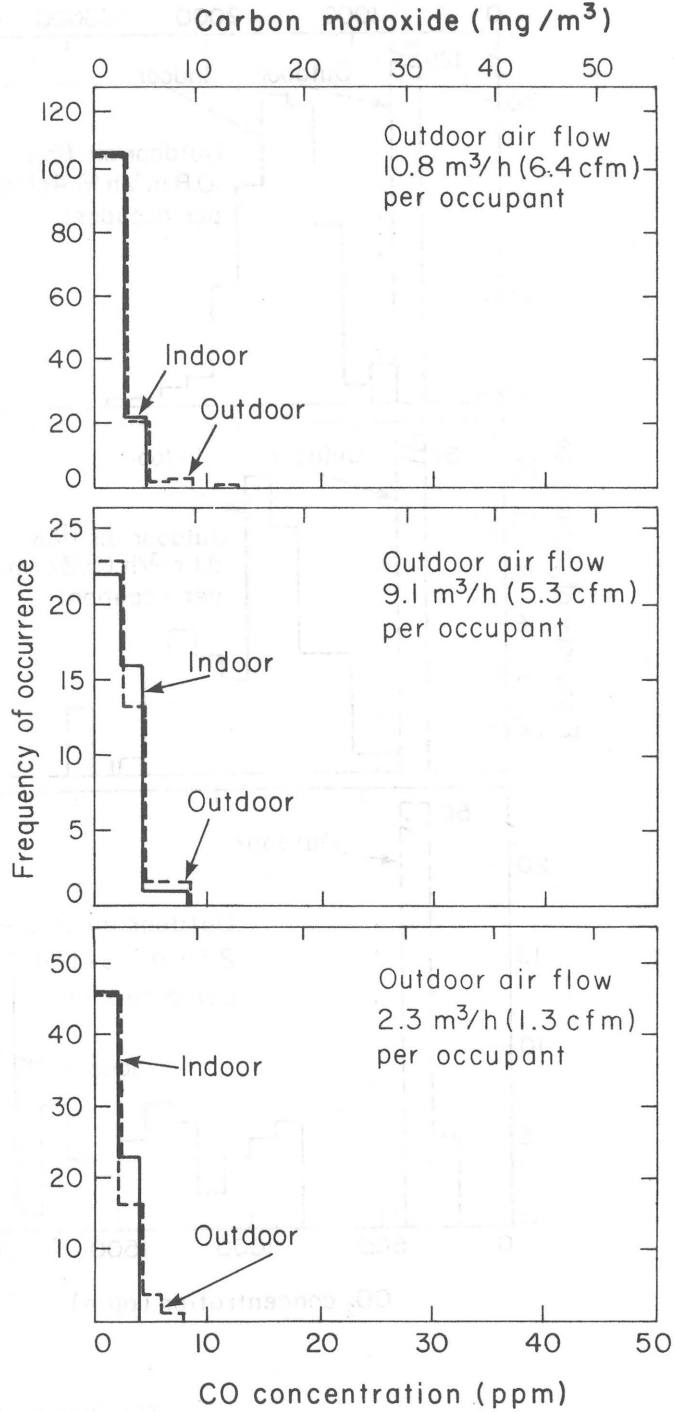 Carbon monoxide (mg/m³)
0 10 20 30 40 50
120
100
80
60
40
20
0
Outdoor air flow
10.8 m³/h (6.4 cfm)
per occupant
Indoor
Outdoor
Frequency of occurrence
25
20
15
10
5
0
Outdoor air flow
9.1 m³/h (5.3 cfm)
per occupant
Indoor
Outdoor
50
40
30
20
10
Outdoor air flow
2.3 m³/h (1.3 cfm)
per occupant
Indoor
Outdoor
0 10 20 30 40 50
CO concentration (ppm)